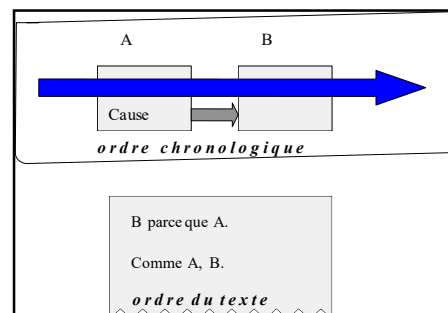 A B
Cause
ordre chronologique
B parce que A.
Comme A, B.
ordre du texte